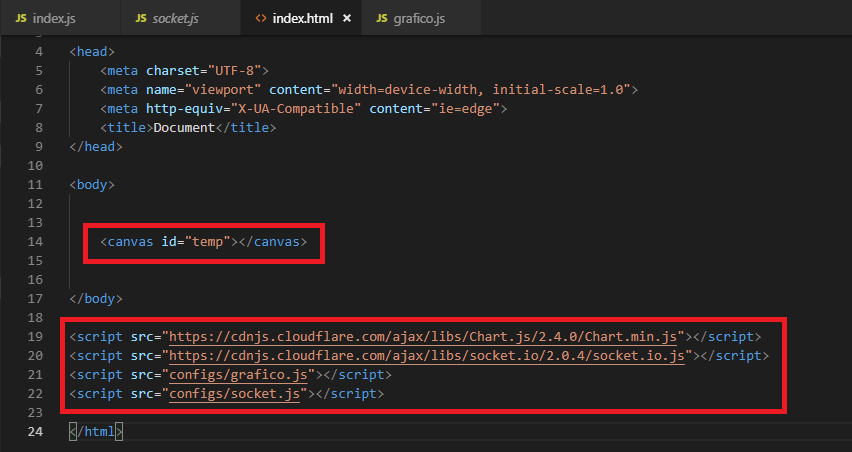 JS index.js JS socket.js <> index.html × JS grafico.js
4 <head>
5 <meta charset="UTF-8">
6 <meta name="viewport" content="width=device-width, initial-scale=1.0">
7 <meta http-equiv="X-UA-Compatible" content="ie=edge">
8 <title>Document</title>
9 </head>
10
11 <body>
12
13
14 <canvas id="temp"></canvas>
15
16
17 </body>
18
19 <script src="https://cdnjs.cloudflare.com/ajax/libs/Chart.js/2.4.0/Chart.min.js"></script>
20 <script src="https://cdnjs.cloudflare.com/ajax/libs/socket.io/2.0.4/socket.io.js"></script>
21 <script src="configs/grafico.js"></script>
22 <script src="configs/socket.js"></script>
23
24 </html>